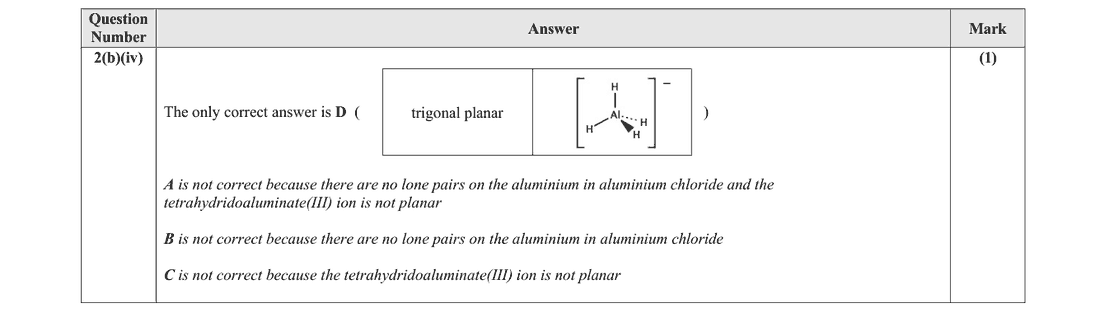 Question Number
Answer
Mark
2(b)(iv)
(1)
The only correct answer is D (
trigonal planar
H
Al
H
H
H
–
)
A is not correct because there are no lone pairs on the aluminium in aluminium chloride and the
tetrahydridoaluminate(III) ion is not planar
B is not correct because there are no lone pairs on the aluminium in aluminium chloride
C is not correct because the tetrahydridoaluminate(III) ion is not planar